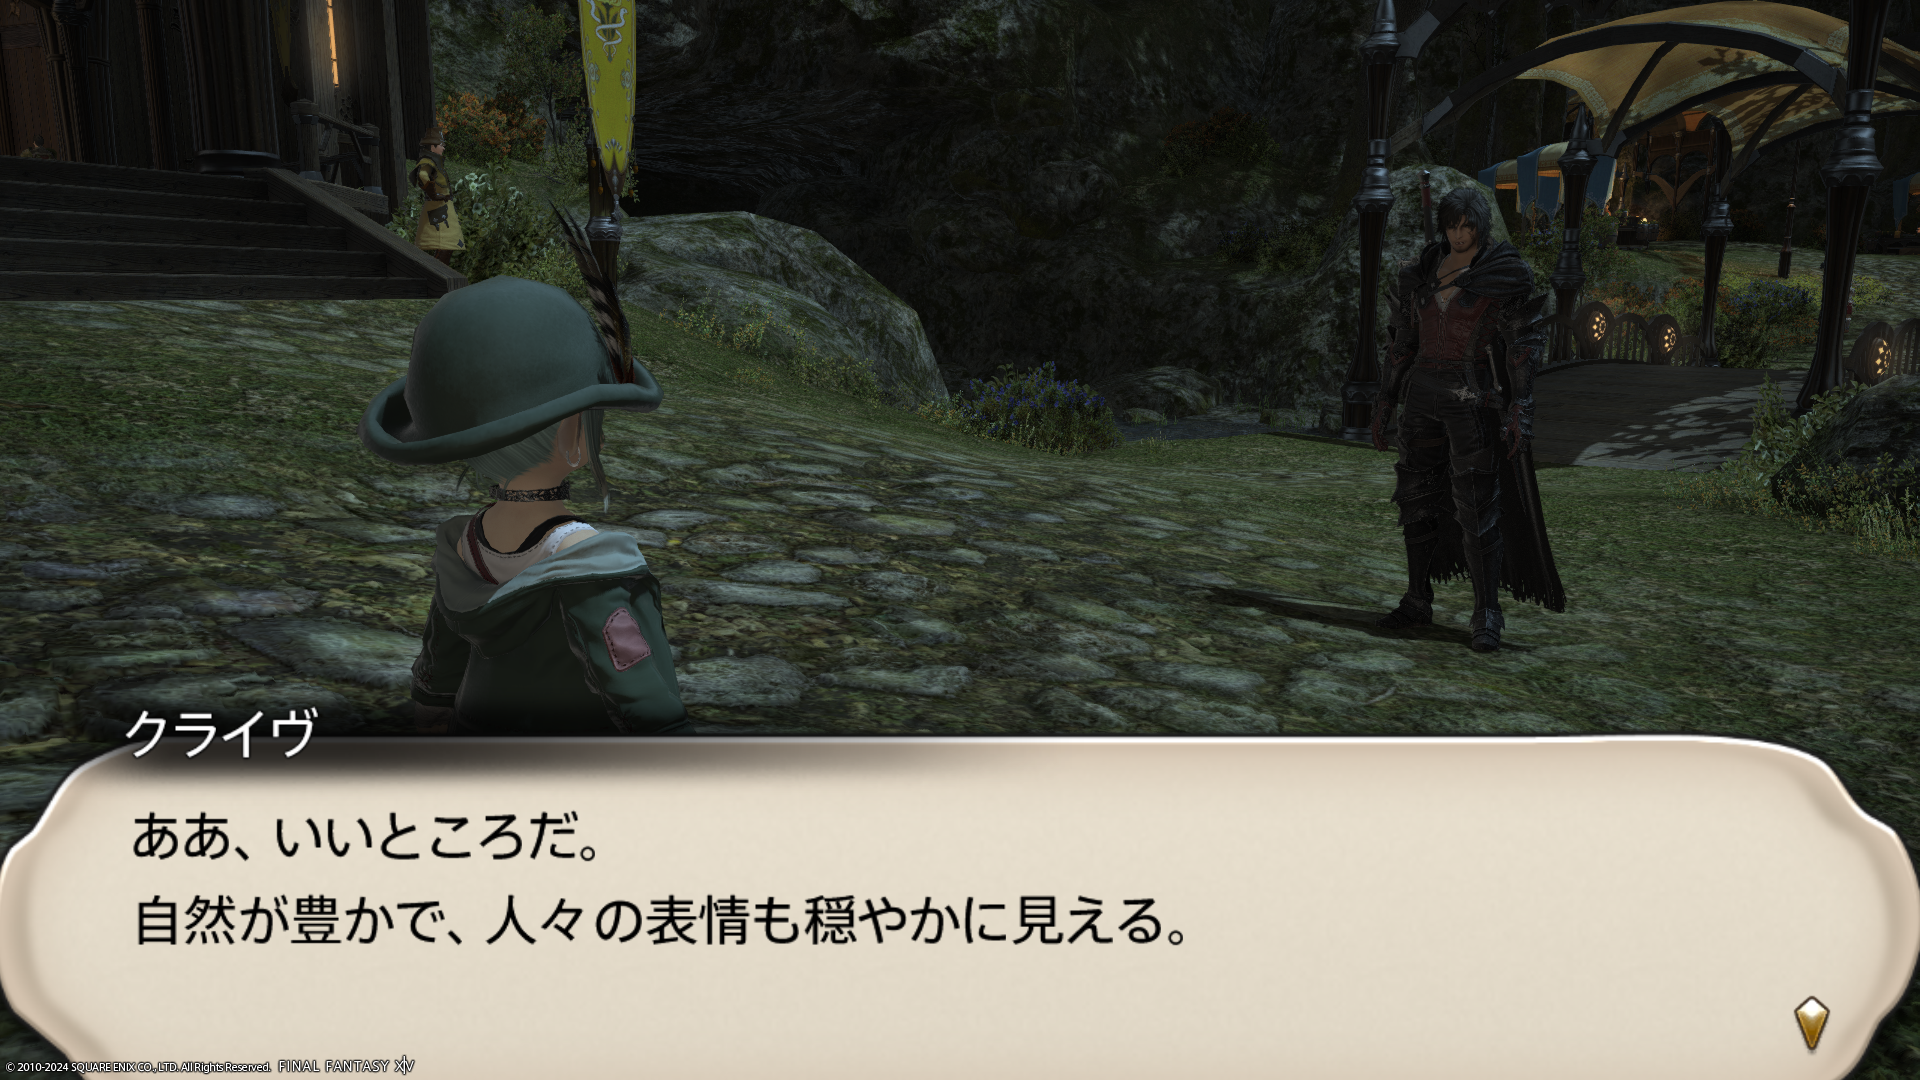 クライヴ
ああ、いいところだ。
自然が豊かで、人々の表情も穏やかに見える。
© 2010-2024 SQUARE ENIX CO., LTD. All Rights Reserved. FINAL FANTASY XIV